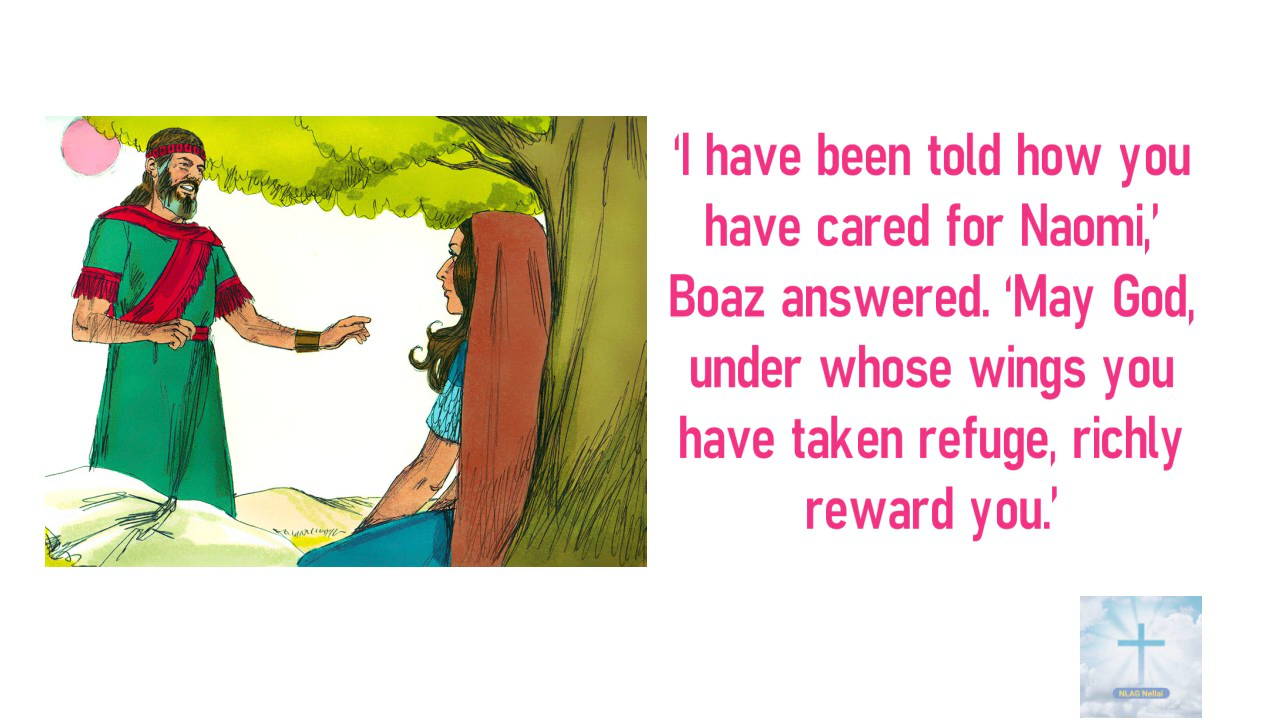 ‘I have been told how you
have cared for Naomi,’
Boaz answered. ‘May God,
under whose wings you
have taken refuge, richly
reward you.’
NLAG Nellai